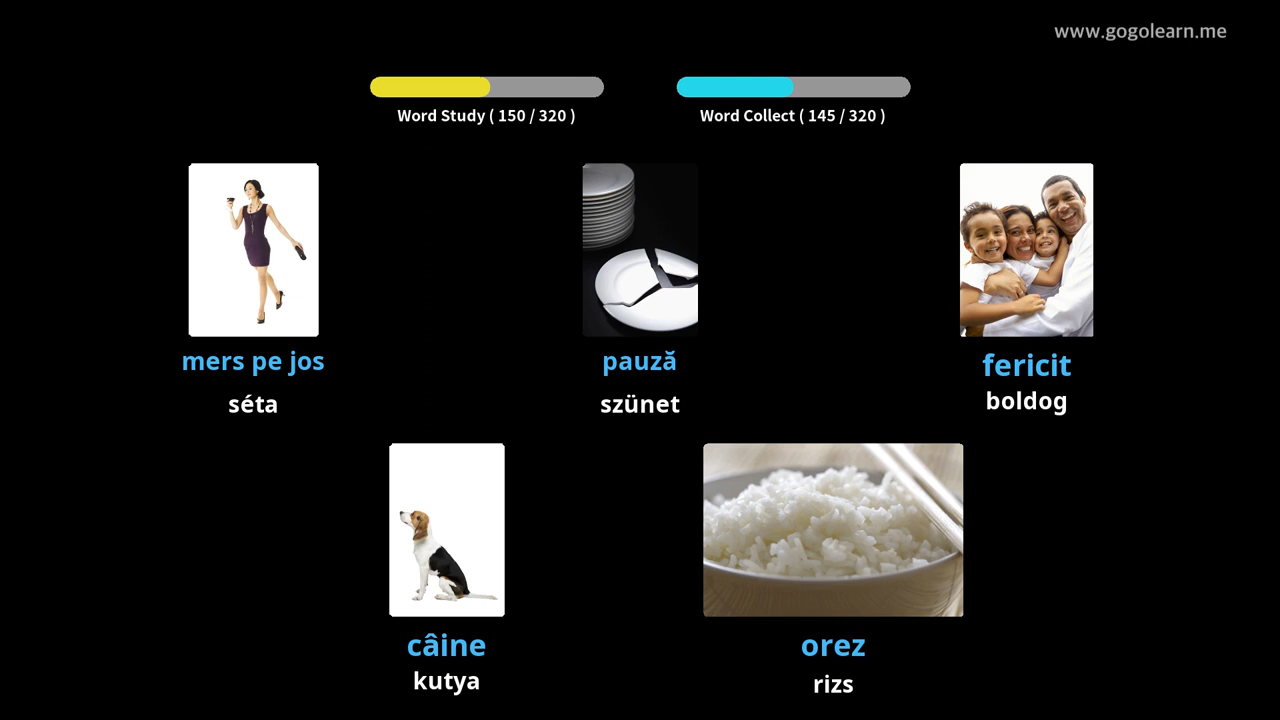 www.gogolearn.me
Word Study ( 150 / 320 )
Word Collect ( 145 / 320 )
mers pe jos
séta
pauză
szünet
fericit
boldog
câine
kutya
orez
rizs